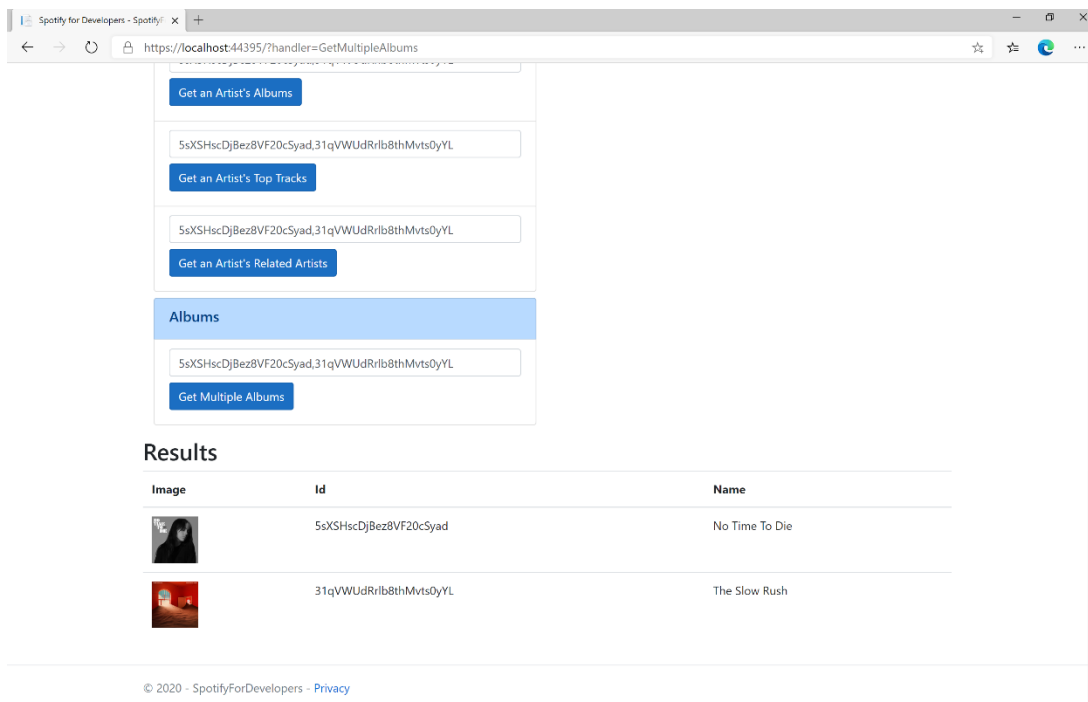 Spotify for Developers - Spotify
https://localhost:44395/?handler=GetMultipleAlbums
Get an Artist's Albums
5sXSHscDjBez8VF20cSyad,31qVWUdRrlb8thMvts0yYL
Get an Artist's Top Tracks
5sXSHscDjBez8VF20cSyad,31qVWUdRrlb8thMvts0yYL
Get an Artist's Related Artists
Albums
5sXSHscDjBez8VF20cSyad,31qVWUdRrlb8thMvts0yYL
Get Multiple Albums
Results
Image Id Name
5sXSHscDjBez8VF20cSyad No Time To Die
31qVWUdRrlb8thMvts0yYL The Slow Rush
© 2020 - SpotifyForDevelopers - Privacy